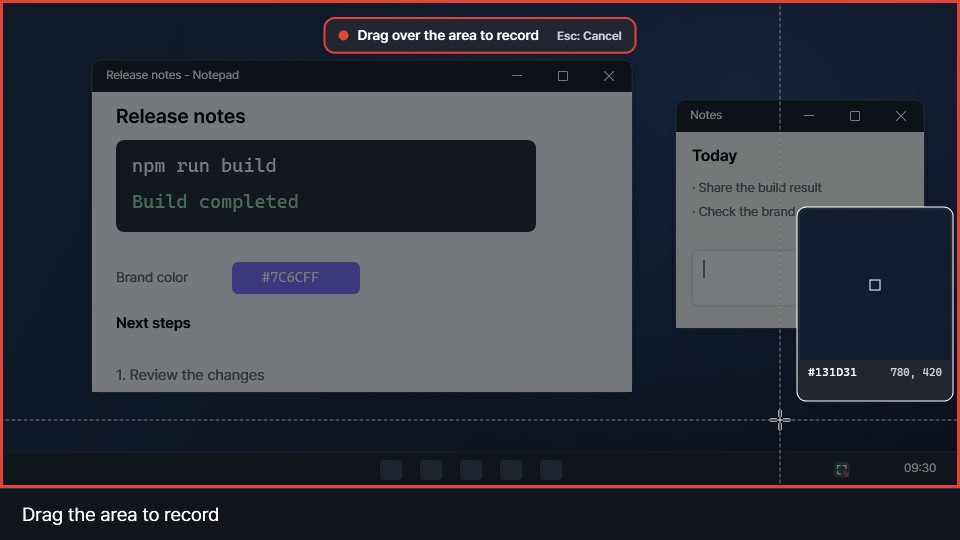 Drag over the area to record Esc: Cancel
Release notes - Notepad
Release notes
npm run build
Build completed
Brand color #7C6CFF
Next steps
1. Review the changes
Notes
Today
· Share the build result
· Check the brand
#131D31 780, 420
09:30
Drag the area to record